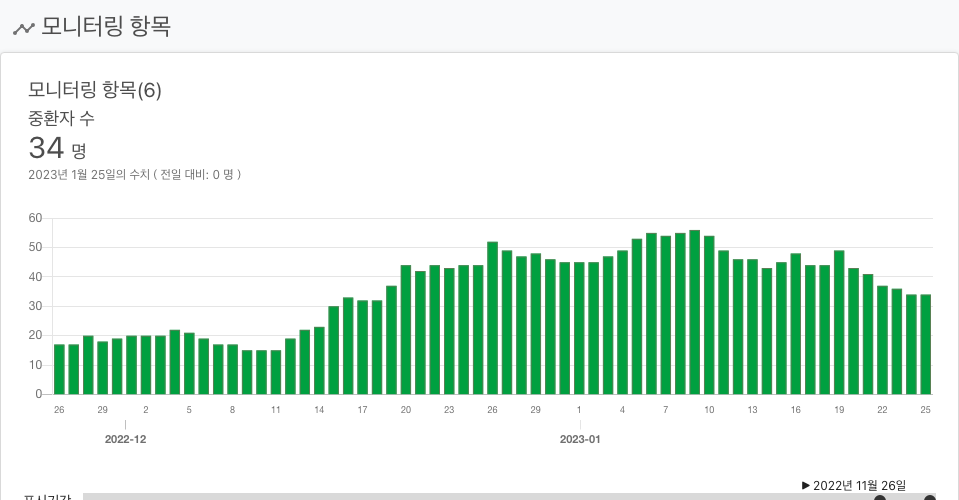 모니터링 항목
모니터링 항목(6)
중환자 수
34 명
2023년 1월 25일의 수치 ( 전일 대비: 0 명 )
60
50
40
30
20
10
0
26 29 2 5 8 11 14 17 20 23 26 29 1 4 7 10 13 16 19 22 25
2022-12 2023-01
▶ 2022년 11월 26일
표시기간